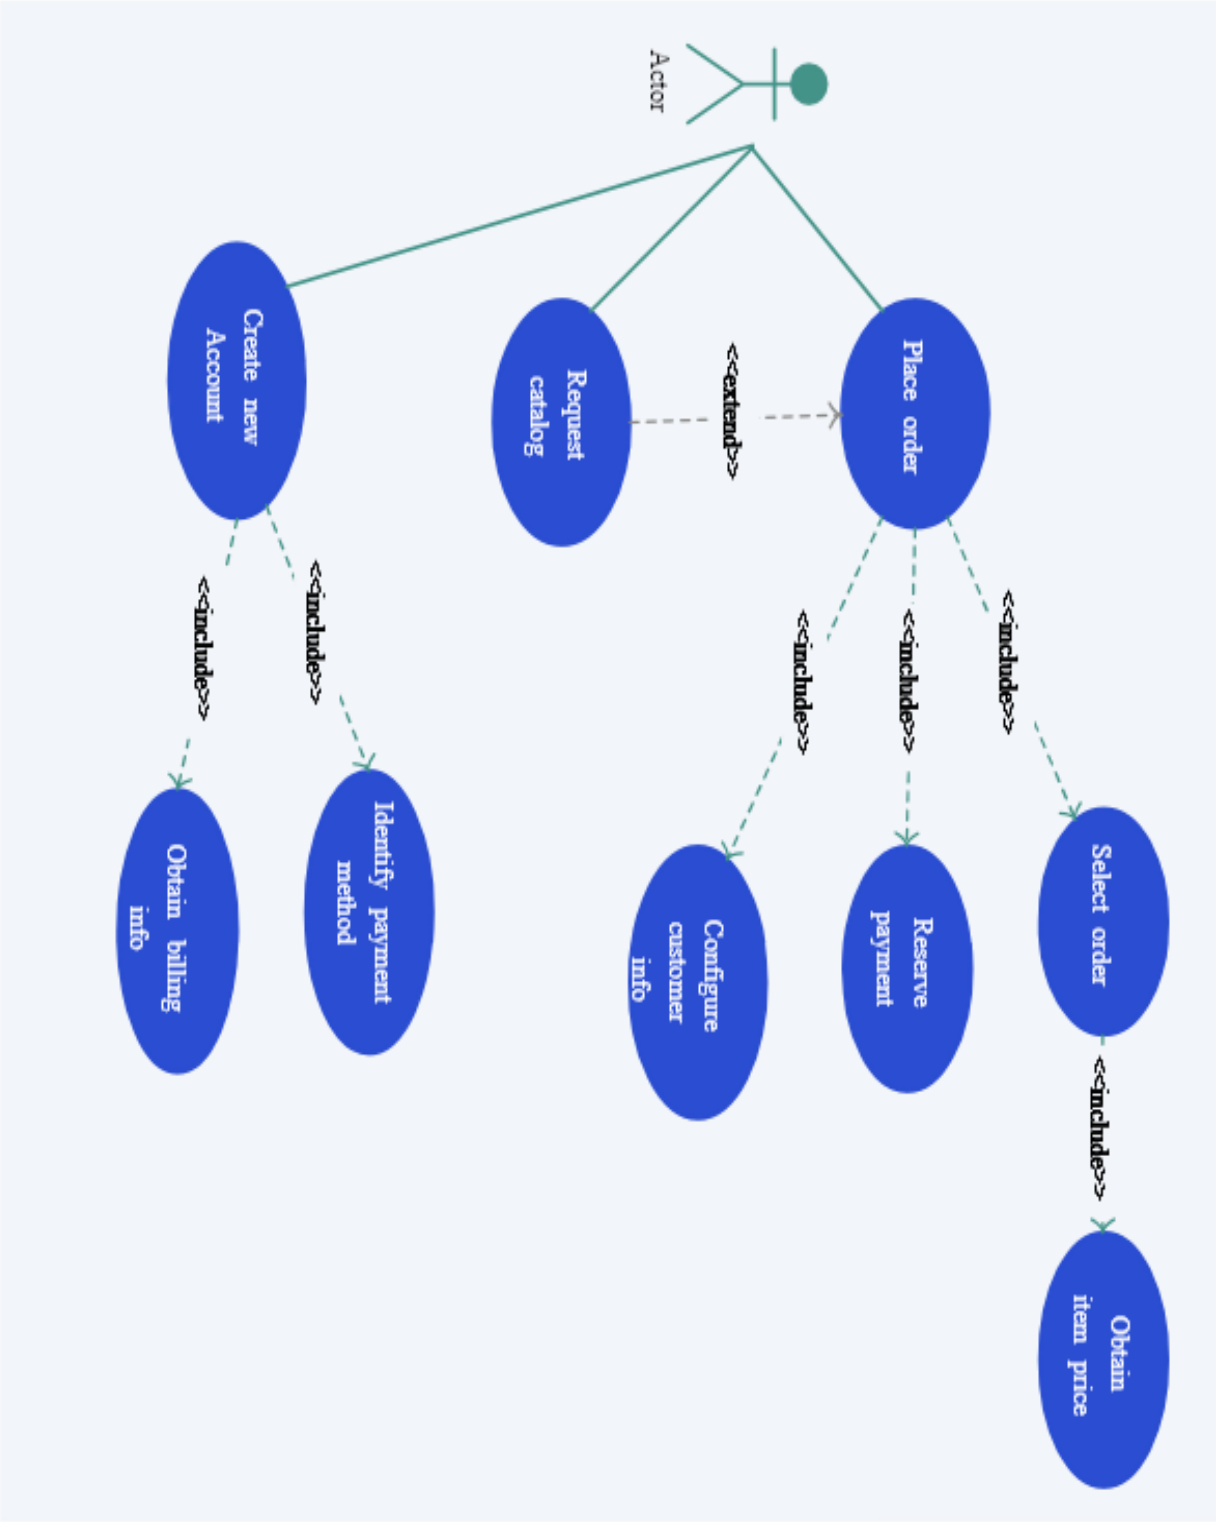 Actor
Place order
<<extend>>
Request
catalog
Create new
Account
<<include>>
<<include>>
<<include>>
<<include>>
<<include>>
Select order
Reserve
payment
Configure
customer
info
Identify payment
method
Obtain billing
info
<<include>>
Obtain
item price